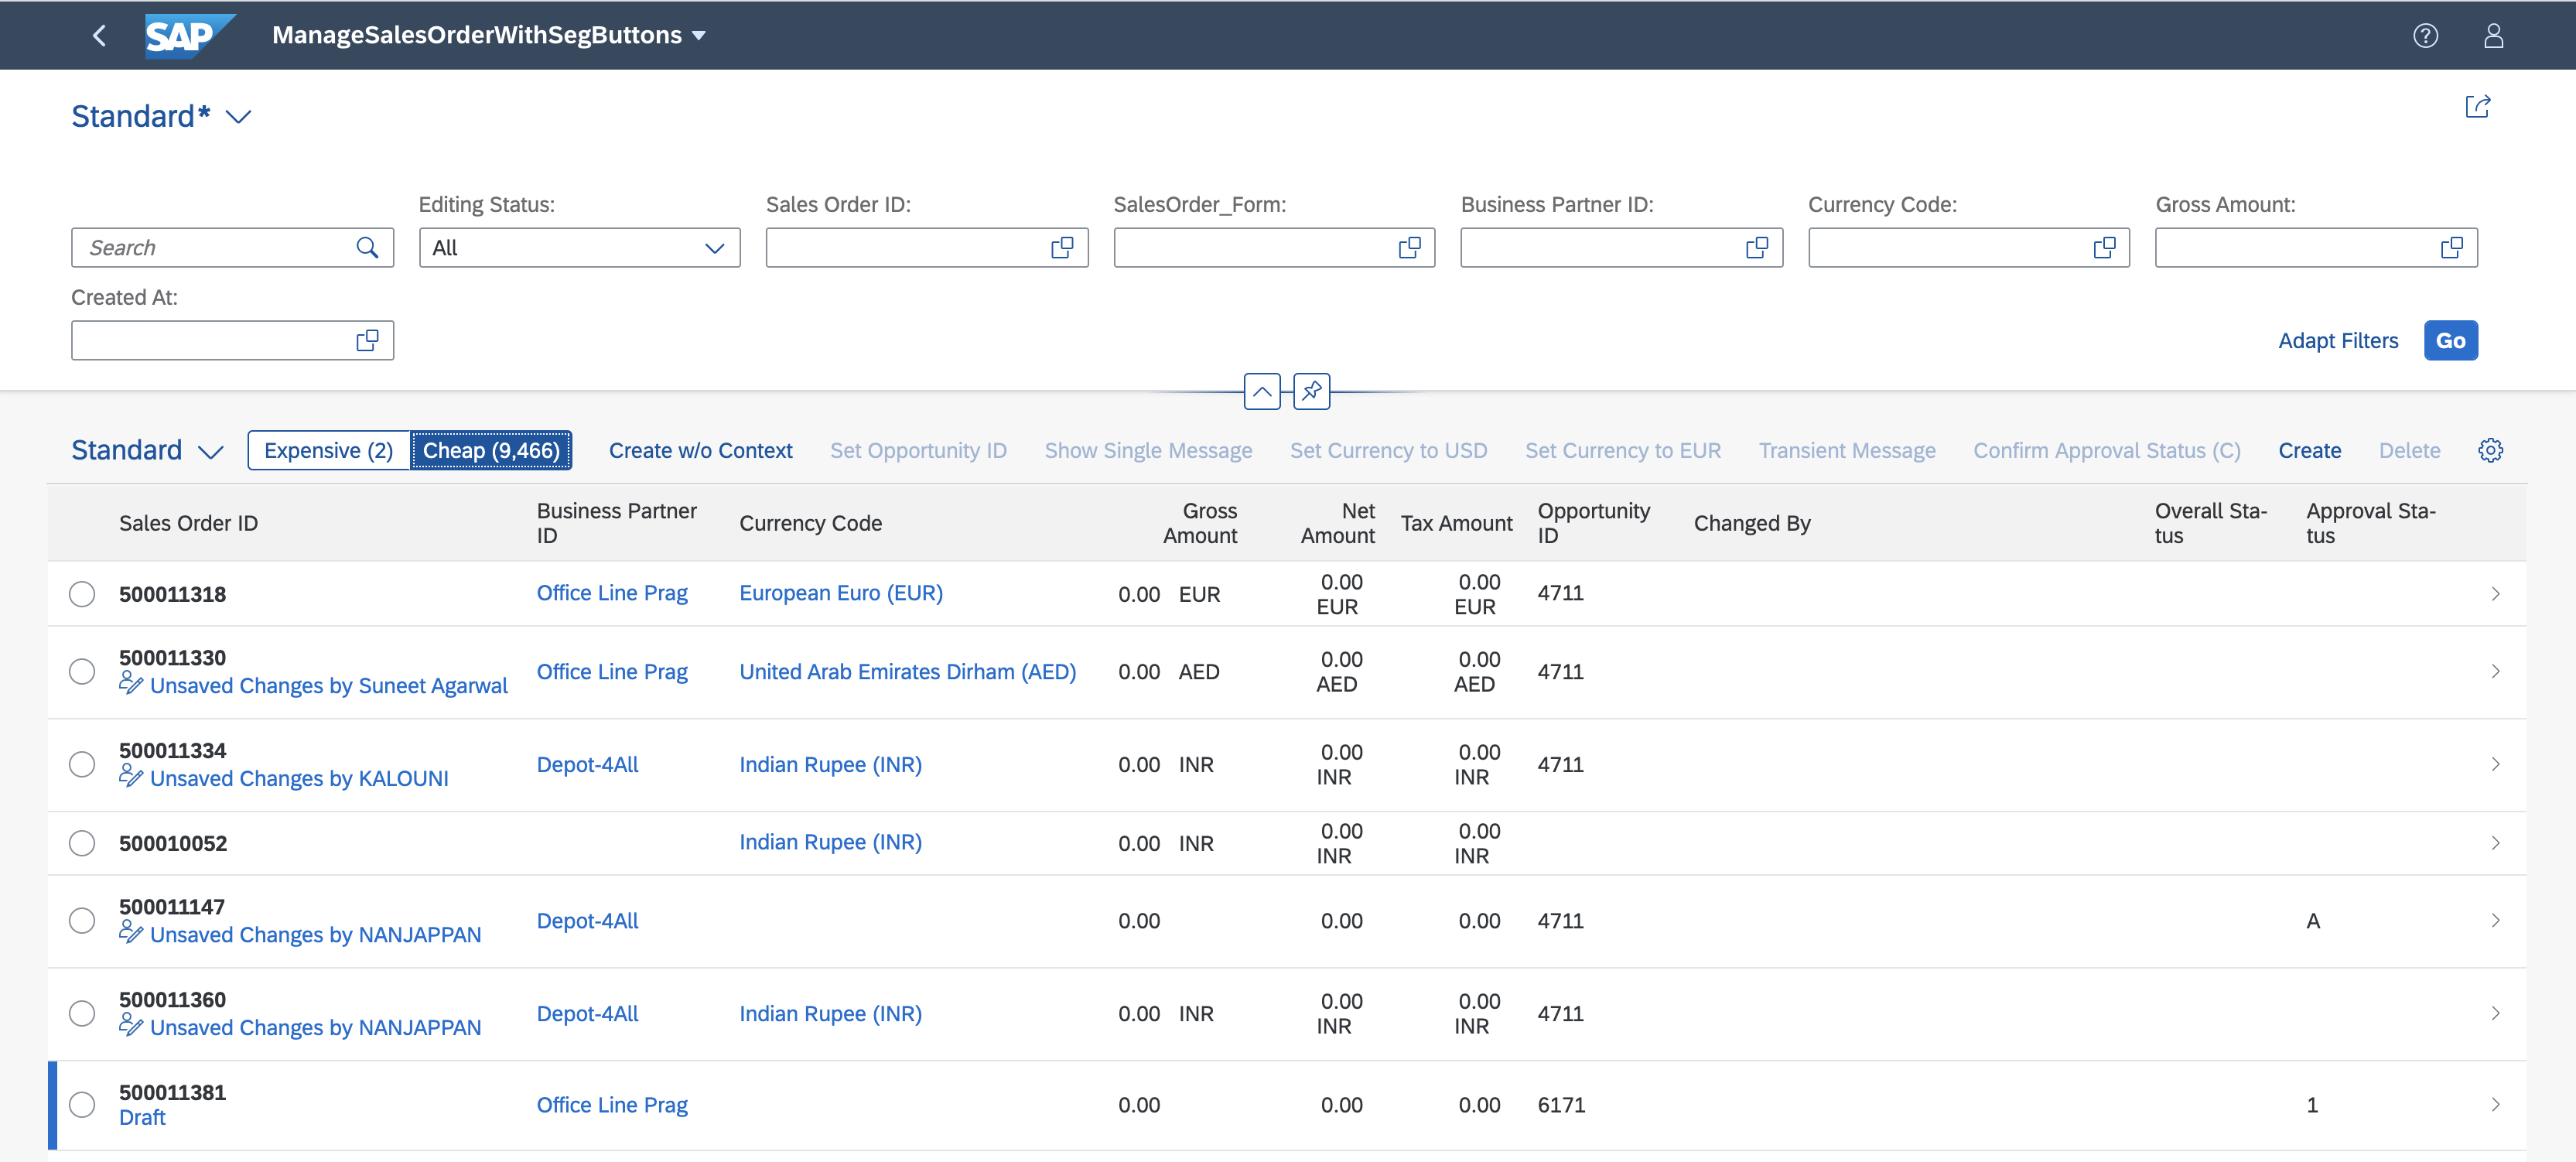 SAP ManageSalesOrderWithSegButtons
Standard*
Editing Status: Sales Order ID: SalesOrder_Form: Business Partner ID: Currency Code: Gross Amount:
Search All
Created At:
Adapt Filters Go
Standard Expensive (2) Cheap (9,466) Create w/o Context Set Opportunity ID Show Single Message Set Currency to USD Set Currency to EUR Transient Message Confirm Approval Status (C) Create Delete
Sales Order ID Business Partner ID Currency Code Gross Amount Net Amount Tax Amount Opportunity ID Changed By Overall Sta-tus Approval Sta-tus
500011318 Office Line Prag European Euro (EUR) 0.00 EUR 0.00 EUR 0.00 EUR 4711
500011330 Office Line Prag United Arab Emirates Dirham (AED) 0.00 AED 0.00 AED 0.00 AED 4711
Unsaved Changes by Suneet Agarwal
500011334 Depot-4All Indian Rupee (INR) 0.00 INR 0.00 INR 0.00 INR 4711
Unsaved Changes by KALOUNI
500010052 Indian Rupee (INR) 0.00 INR 0.00 INR 0.00 INR
500011147 Depot-4All 0.00 0.00 0.00 4711 A
Unsaved Changes by NANJAPPAN
500011360 Depot-4All Indian Rupee (INR) 0.00 INR 0.00 INR 0.00 INR 4711
Unsaved Changes by NANJAPPAN
500011381 Office Line Prag 0.00 0.00 0.00 6171 1
Draft